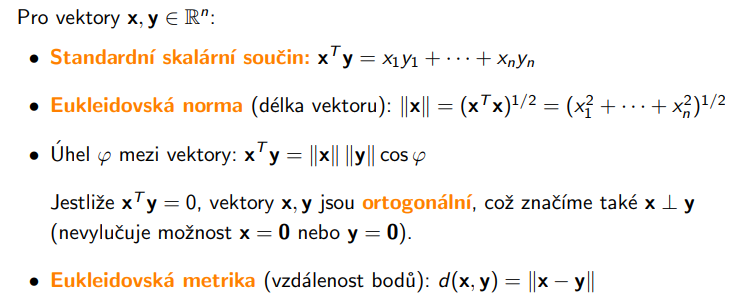 Pro vektory x, y ∈ ℝⁿ:
• Standardní skalární součin: xᵀy = x₁y₁ + ⋯ + xₙyₙ
• Eukleidovská norma (délka vektoru): ‖x‖ = (xᵀx)^{1/2} = (x₁² + ⋯ + xₙ²)^{1/2}
• Úhel φ mezi vektory: xᵀy = ‖x‖ ‖y‖ cos φ
Jestliže xᵀy = 0, vektory x, y jsou ortogonální, což značíme také x ⊥ y
(nevylučuje možnost x = 0 nebo y = 0).
• Eukleidovská metrika (vzdálenost bodů): d(x, y) = ‖x − y‖